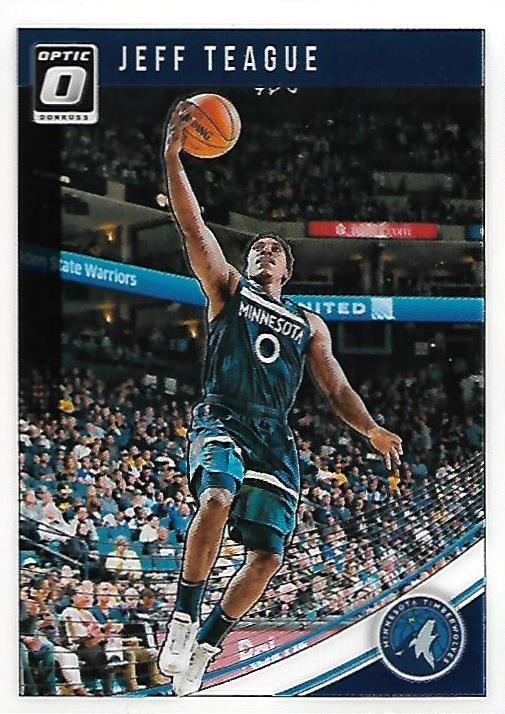 OPTIC
O
DONRUSS
JEFF TEAGUE
State Warriors
UNITED
MINNESOTA
0
MINNESOTA TIMBERWOLVES